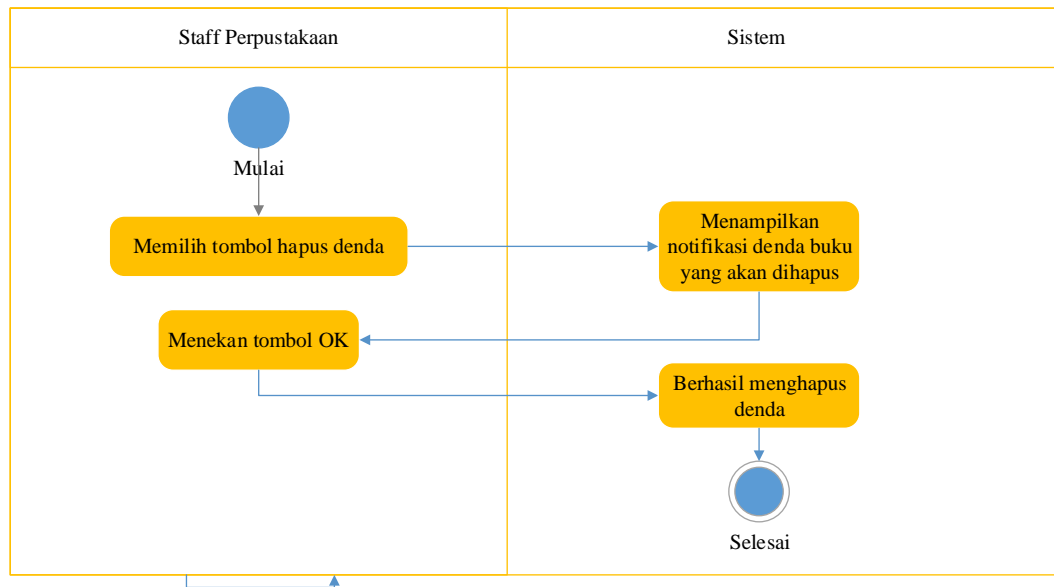 Staff Perpustakaan
Sistem
Mulai
Memilih tombol hapus denda
Menampilkan
notifikasi denda buku
yang akan dihapus
Menekan tombol OK
Berhasil menghapus
denda
Selesai